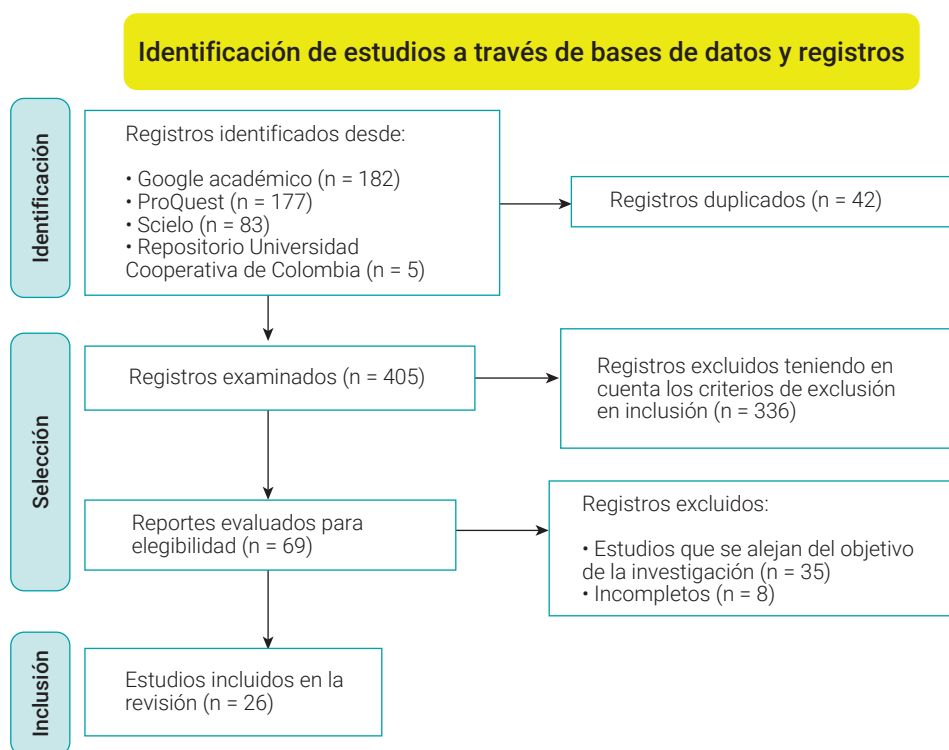 Identificación de estudios a través de bases de datos y registros
Identificación
Registros identificados desde:
• Google académico (n = 182)
• ProQuest (n = 177)
• Scielo (n = 83)
• Repositorio Universidad
Cooperativa de Colombia (n = 5)
Registros duplicados (n = 42)
Selección
Registros examinados (n = 405)
Registros excluidos teniendo en
cuenta los criterios de exclusión
en inclusión (n = 336)
Reportes evaluados para
elegibilidad (n = 69)
Registros excluidos:
• Estudios que se alejan del objetivo
de la investigación (n = 35)
• Incompletos (n = 8)
Inclusión
Estudios incluidos en la
revisión (n = 26)